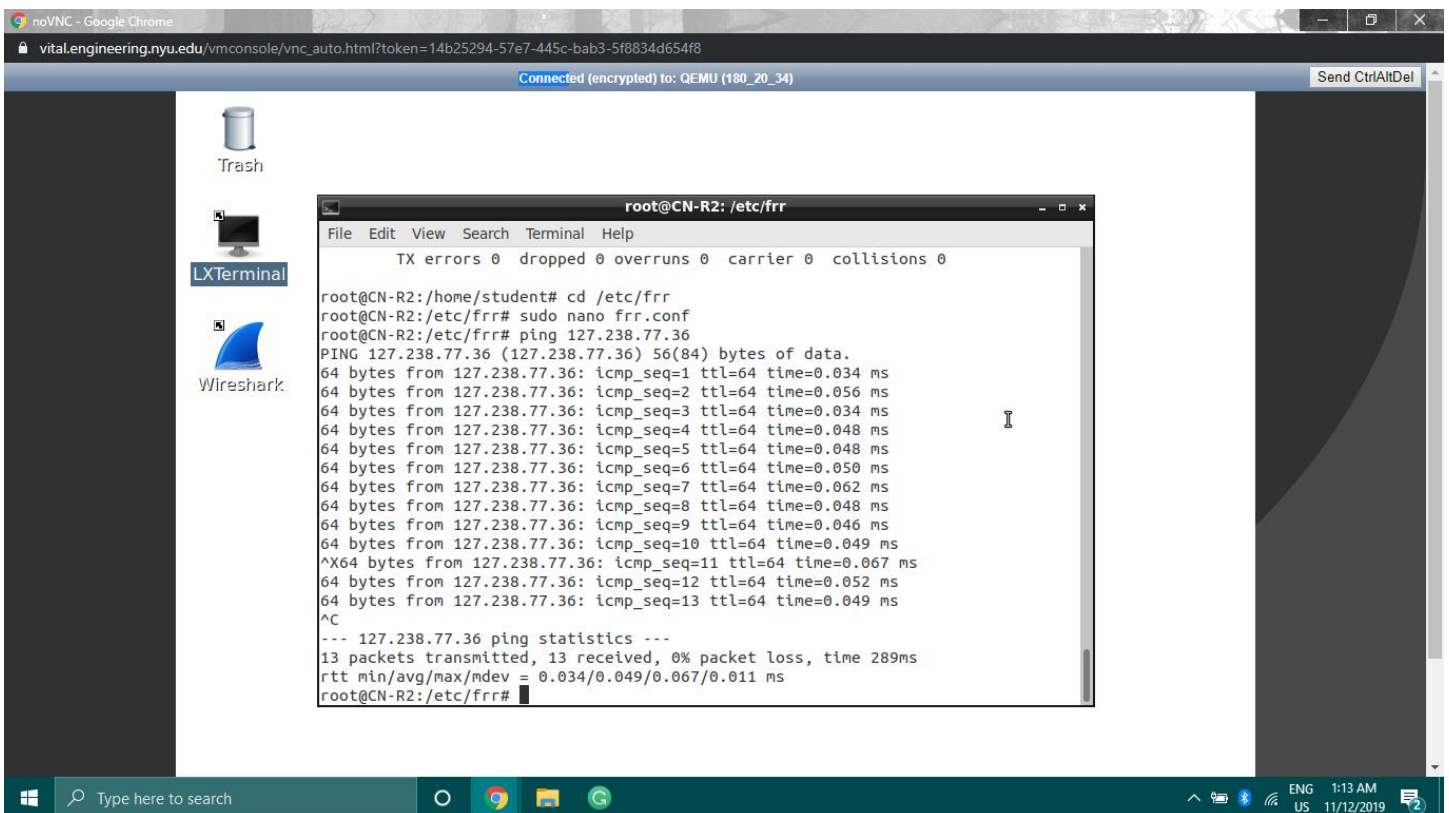 noVNC - Google Chrome
vital.engineering.nyu.edu/vmconsole/vnc_auto.html?token=14b25294-57e7-445c-bab3-5f8834d654f8
Connected (encrypted) to: QEMU (180_20_34)
Send CtrlAltDel
Trash
LXTerminal
Wireshark
root@CN-R2: /etc/frr
File Edit View Search Terminal Help
TX errors 0  dropped 0 overruns 0  carrier 0  collisions 0
root@CN-R2:/home/student# cd /etc/frr
root@CN-R2:/etc/frr# sudo nano frr.conf
root@CN-R2:/etc/frr# ping 127.238.77.36
PING 127.238.77.36 (127.238.77.36) 56(84) bytes of data.
64 bytes from 127.238.77.36: icmp_seq=1 ttl=64 time=0.034 ms
64 bytes from 127.238.77.36: icmp_seq=2 ttl=64 time=0.056 ms
64 bytes from 127.238.77.36: icmp_seq=3 ttl=64 time=0.034 ms
64 bytes from 127.238.77.36: icmp_seq=4 ttl=64 time=0.048 ms
64 bytes from 127.238.77.36: icmp_seq=5 ttl=64 time=0.048 ms
64 bytes from 127.238.77.36: icmp_seq=6 ttl=64 time=0.050 ms
64 bytes from 127.238.77.36: icmp_seq=7 ttl=64 time=0.062 ms
64 bytes from 127.238.77.36: icmp_seq=8 ttl=64 time=0.048 ms
64 bytes from 127.238.77.36: icmp_seq=9 ttl=64 time=0.046 ms
64 bytes from 127.238.77.36: icmp_seq=10 ttl=64 time=0.049 ms
^X64 bytes from 127.238.77.36: icmp_seq=11 ttl=64 time=0.067 ms
64 bytes from 127.238.77.36: icmp_seq=12 ttl=64 time=0.052 ms
64 bytes from 127.238.77.36: icmp_seq=13 ttl=64 time=0.049 ms
^C
--- 127.238.77.36 ping statistics ---
13 packets transmitted, 13 received, 0% packet loss, time 289ms
rtt min/avg/max/mdev = 0.034/0.049/0.067/0.011 ms
root@CN-R2:/etc/frr#
Type here to search
ENG
US
1:13 AM
11/12/2019
2